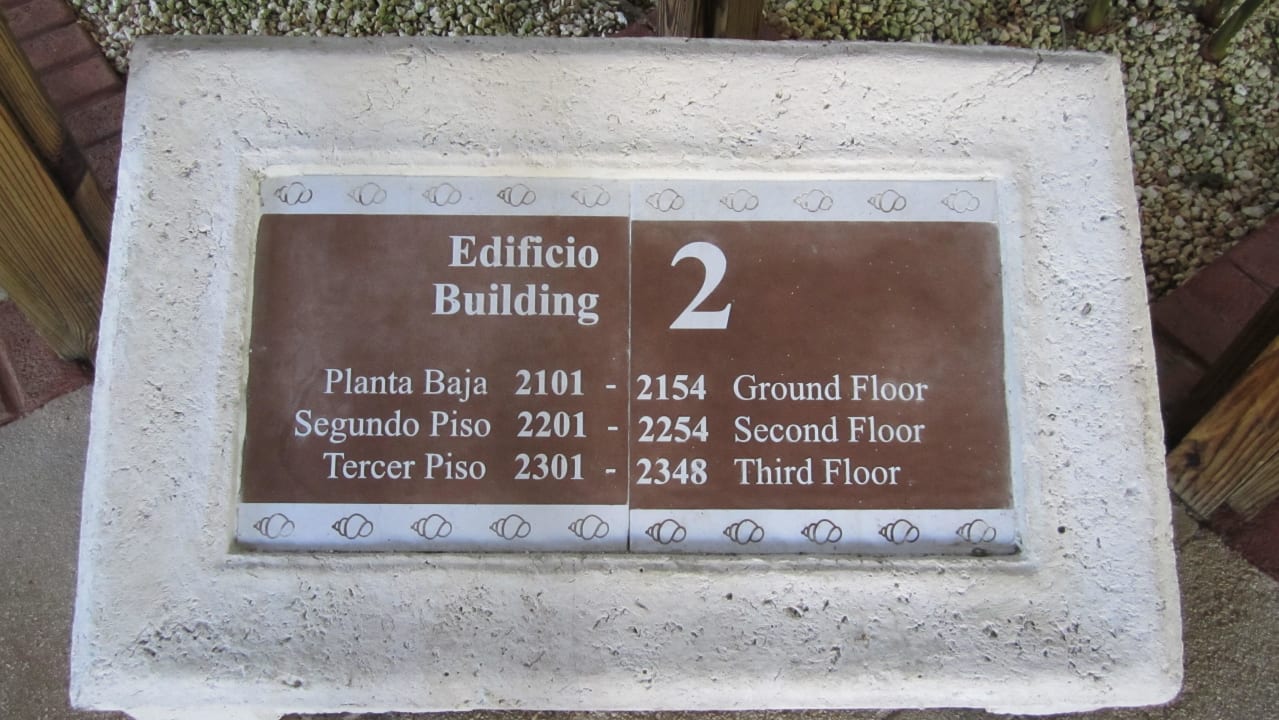 Edificio
Building 2
Planta Baja 2101 - 2154 Ground Floor
Segundo Piso 2201 - 2254 Second Floor
Tercer Piso 2301 - 2348 Third Floor